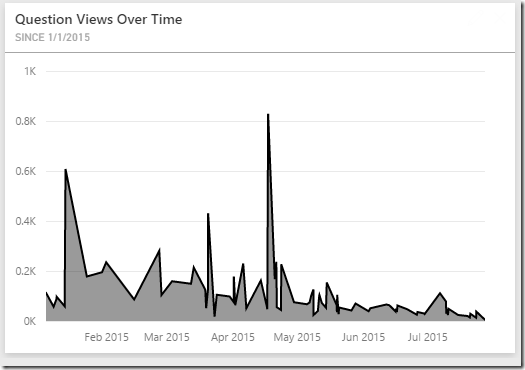 Question Views Over Time
SINCE 1/1/2015
1K
0.8K
0.6K
0.4K
0.2K
0K
Feb 2015 Mar 2015 Apr 2015 May 2015 Jun 2015 Jul 2015